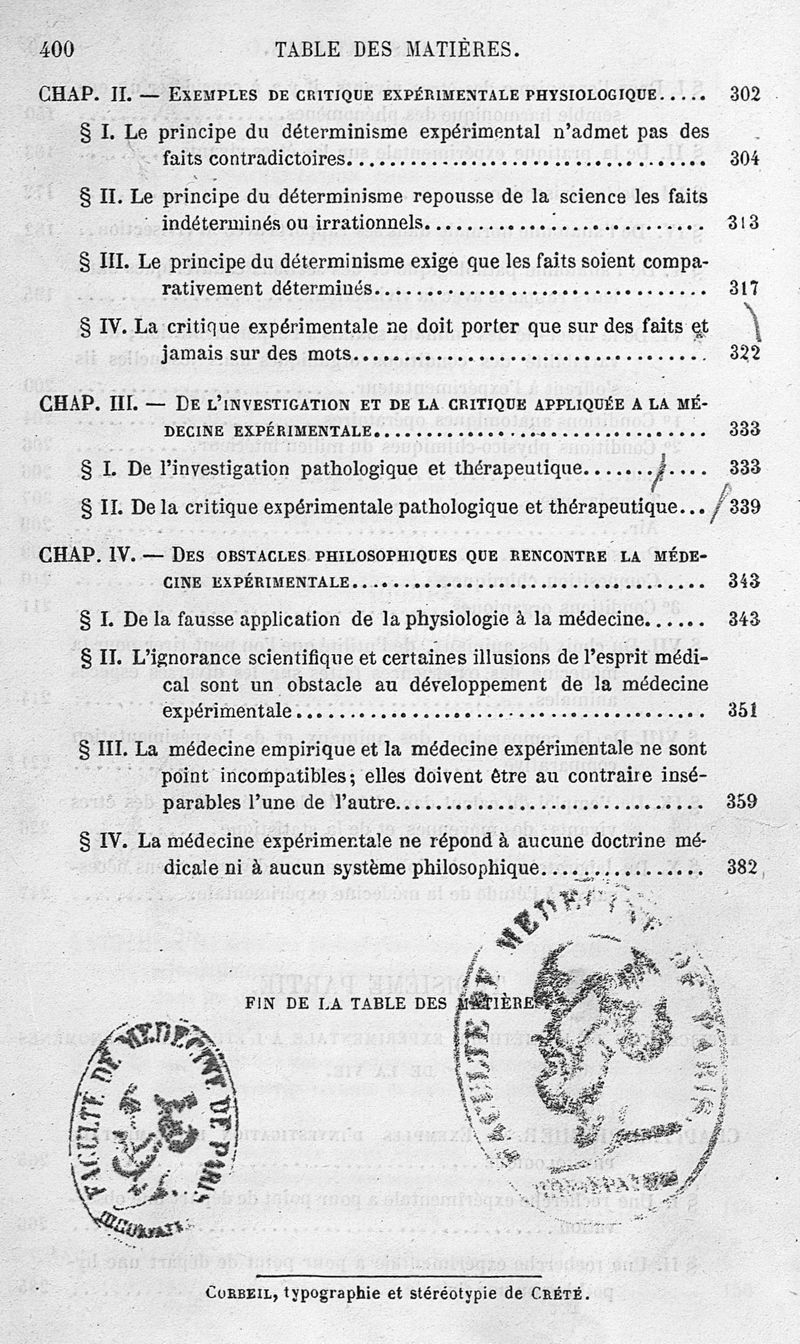 400 TABLE DES MATIÈRES.
CHAP. II. — EXEMPLES DE CRITIQUE EXPÉRIMENTALE PHYSIOLOGIQUE..... 302
§ I. Le principe du déterminisme expérimental n'admet pas des
faits contradictoires.................................... 304
§ II. Le principe du déterminisme repousse de la science les faits
indéterminés ou irrationnels............................ 313
§ III. Le principe du déterminisme exige que les faits soient compa-
rativement déterminés................................. 317
§ IV. La critique expérimentale ne doit porter que sur des faits et
jamais sur des mots................................... 322
CHAP. III. — DE L'INVESTIGATION ET DE LA CRITIQUE APPLIQUÉE A LA MÉ-
DECINE EXPÉRIMENTALE................................. 333
§ I. De l'investigation pathologique et thérapeutique............ 333
§ II. De la critique expérimentale pathologique et thérapeutique... 339
CHAP. IV. — DES OBSTACLES PHILOSOPHIQUES QUE RENCONTRE LA MÉDE-
CINE EXPÉRIMENTALE................................... 343
§ I. De la fausse application de la physiologie à la médecine...... 343
§ II. L'ignorance scientifique et certaines illusions de l'esprit médi-
cal sont un obstacle au développement de la médecine
expérimentale......................................... 351
§ III. La médecine empirique et la médecine expérimentale ne sont
point incompatibles; elles doivent être au contraire insé-
parables l'une de l'autre............................... 359
§ IV. La médecine expérimentale ne répond à aucune doctrine mé-
dicale ni à aucun système philosophique................ 382
FIN DE LA TABLE DES MATIÈRES
FACULTÉ DE MEDECINE DE PARIS
FACULTE DE MEDECINE DE PARIS
CORBEIL, typographie et stéréotypie de CRÉTÉ.